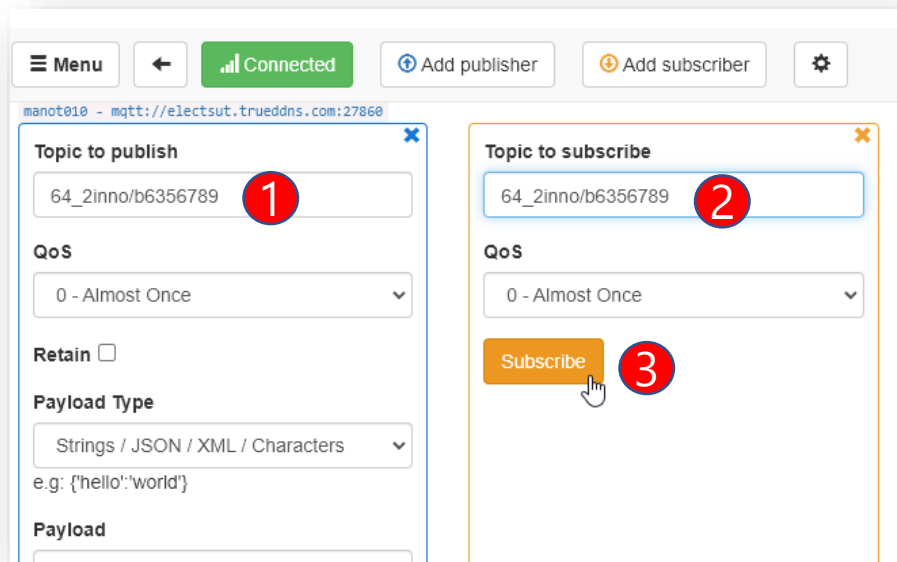 Menu
Connected
Add publisher
Add subscriber
manot010 - mqtt://electsut.trueddns.com:27860
Topic to publish
64_2inno/b6356789
1
QoS
0 - Almost Once
Retain
Payload Type
Strings / JSON / XML / Characters
e.g: {'hello':'world'}
Payload
Topic to subscribe
64_2inno/b6356789
2
QoS
0 - Almost Once
Subscribe
3